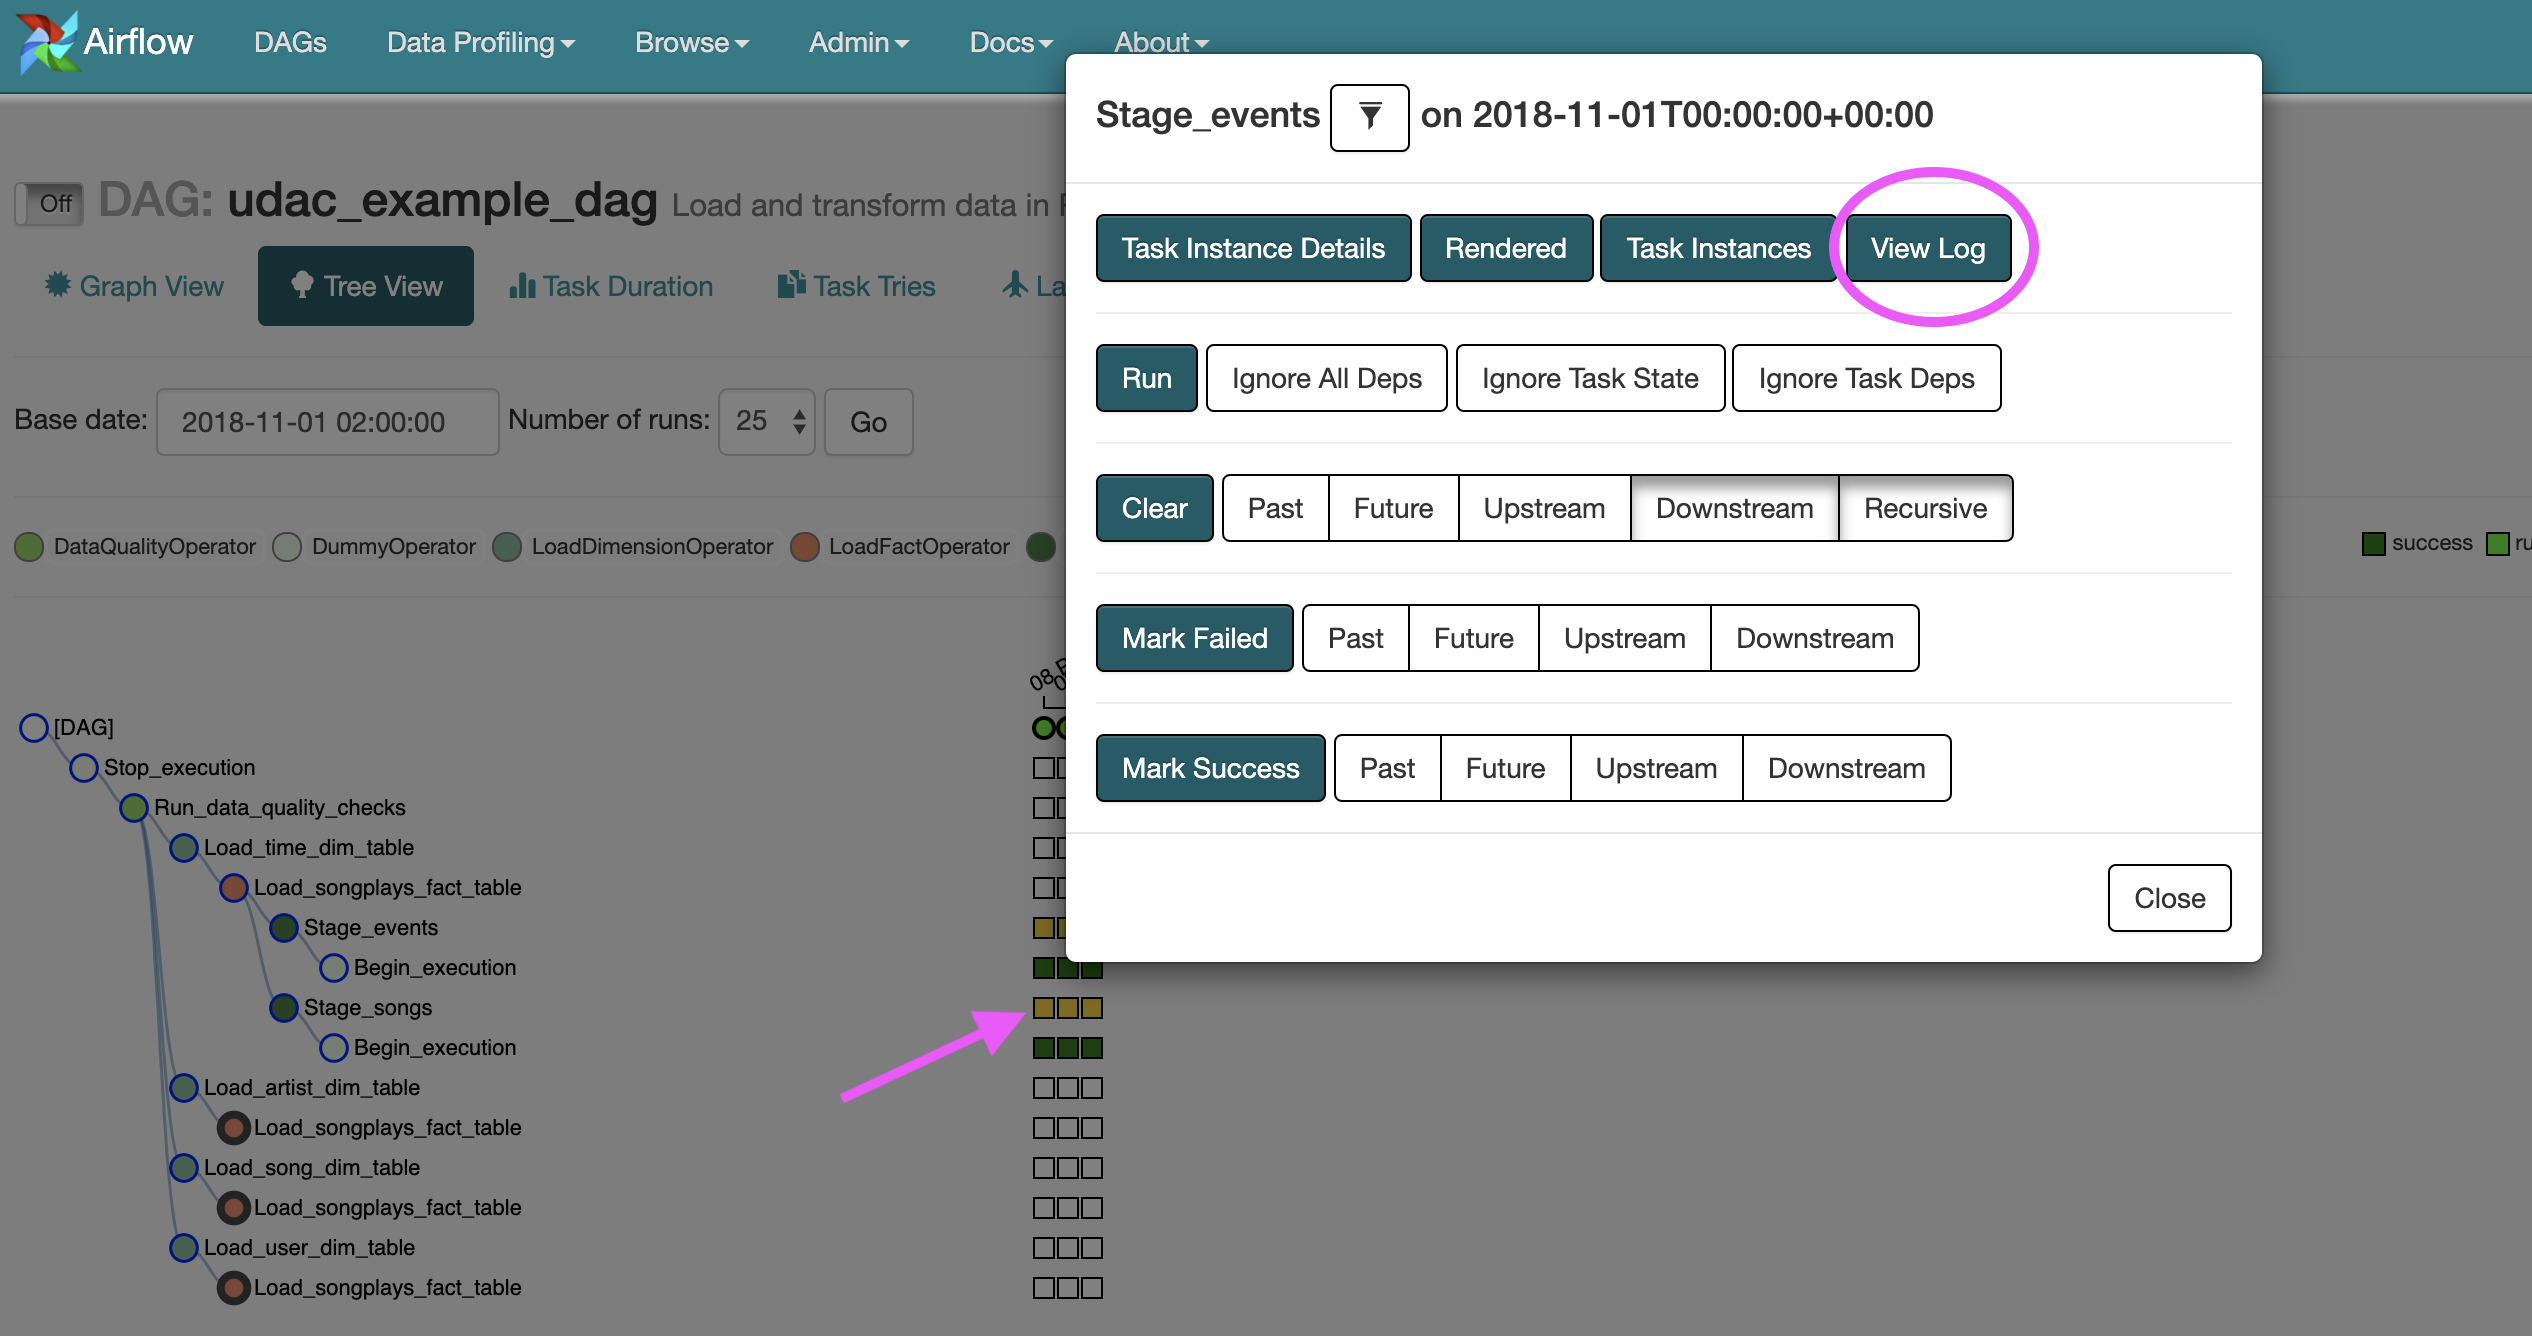 Airflow DAGs Data Profiling Browse Admin Docs About
Stage_events on 2018-11-01T00:00:00+00:00
Task Instance Details Rendered Task Instances View Log
Run Ignore All Deps Ignore Task State Ignore Task Deps
Clear Past Future Upstream Downstream Recursive
Mark Failed Past Future Upstream Downstream
Mark Success Past Future Upstream Downstream
Close
Off DAG: udac_example_dag Load and transform data in
Graph View Tree View Task Duration Task Tries
Base date: 2018-11-01 02:00:00 Number of runs: 25 Go
DataQualityOperator DummyOperator LoadDimensionOperator LoadFactOperator success
[DAG]
Stop_execution
Run_data_quality_checks
Load_time_dim_table
Load_songplays_fact_table
Stage_events
Begin_execution
Stage_songs
Begin_execution
Load_artist_dim_table
Load_songplays_fact_table
Load_song_dim_table
Load_songplays_fact_table
Load_user_dim_table
Load_songplays_fact_table